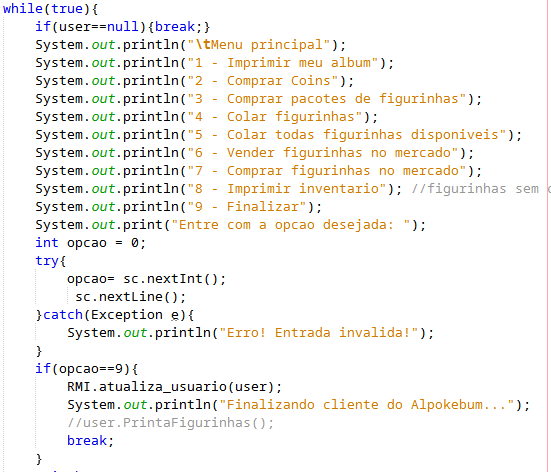 while(true){
if(user==null){break;}
System.out.println("\tMenu principal");
System.out.println("1 - Imprimir meu album");
System.out.println("2 - Comprar Coins");
System.out.println("3 - Comprar pacotes de figurinhas");
System.out.println("4 - Colar figurinhas");
System.out.println("5 - Colar todas figurinhas disponiveis");
System.out.println("6 - Vender figurinhas no mercado");
System.out.println("7 - Comprar figurinhas no mercado");
System.out.println("8 - Imprimir inventario"); //figurinhas sem
System.out.println("9 - Finalizar");
System.out.print("Entre com a opcao desejada: ");
int opcao = 0;
try{
opcao= sc.nextInt();
sc.nextLine();
}catch(Exception e){
System.out.println("Erro! Entrada invalida!");
}
if(opcao==9){
RMI.atualiza_usuario(user);
System.out.println("Finalizando cliente do Alpokebum...");
//user.PrintaFigurinhas();
break;
}